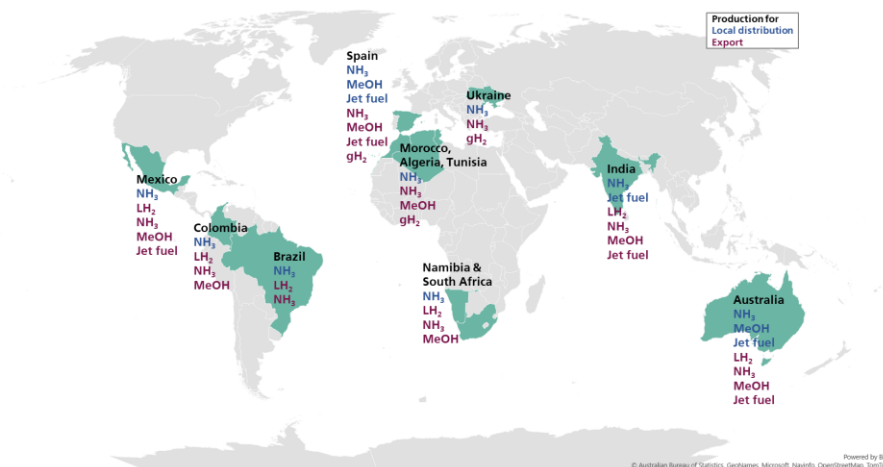 Production for
Local distribution
Export
Spain
NH₃
MeOH
Jet fuel
NH₃
MeOH
Jet fuel
gH₂
Ukraine
NH₃
NH₃
gH₂
Morocco,
Algeria, Tunisia
NH₃
NH₃
MeOH
gH₂
India
NH₃
Jet fuel
LH₂
NH₃
MeOH
Jet fuel
Mexico
NH₃
LH₂
NH₃
MeOH
Jet fuel
Colombia
NH₃
LH₂
NH₃
MeOH
Brazil
NH₃
LH₂
NH₃
Namibia &
South Africa
NH₃
LH₂
NH₃
MeOH
Australia
NH₃
MeOH
Jet fuel
LH₂
NH₃
MeOH
Jet fuel
Powered by B
© Australian Bureau of Statistics, GeoNames, Microsoft, Navinfo, OpenStreetMap, TomT